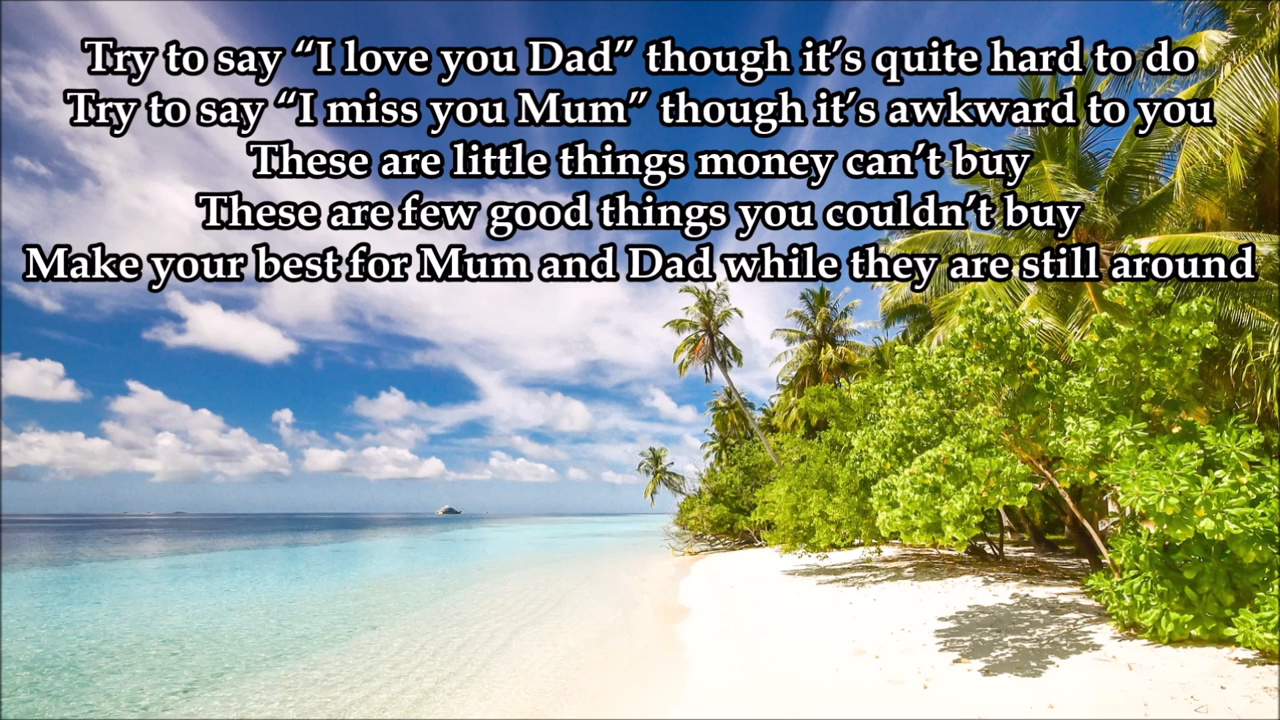 Try to say “I love you Dad” though it’s quite hard to do
Try to say “I miss you Mum” though it’s awkward to you
These are little things money can’t buy
These are few good things you couldn’t buy
Make your best for Mum and Dad while they are still around